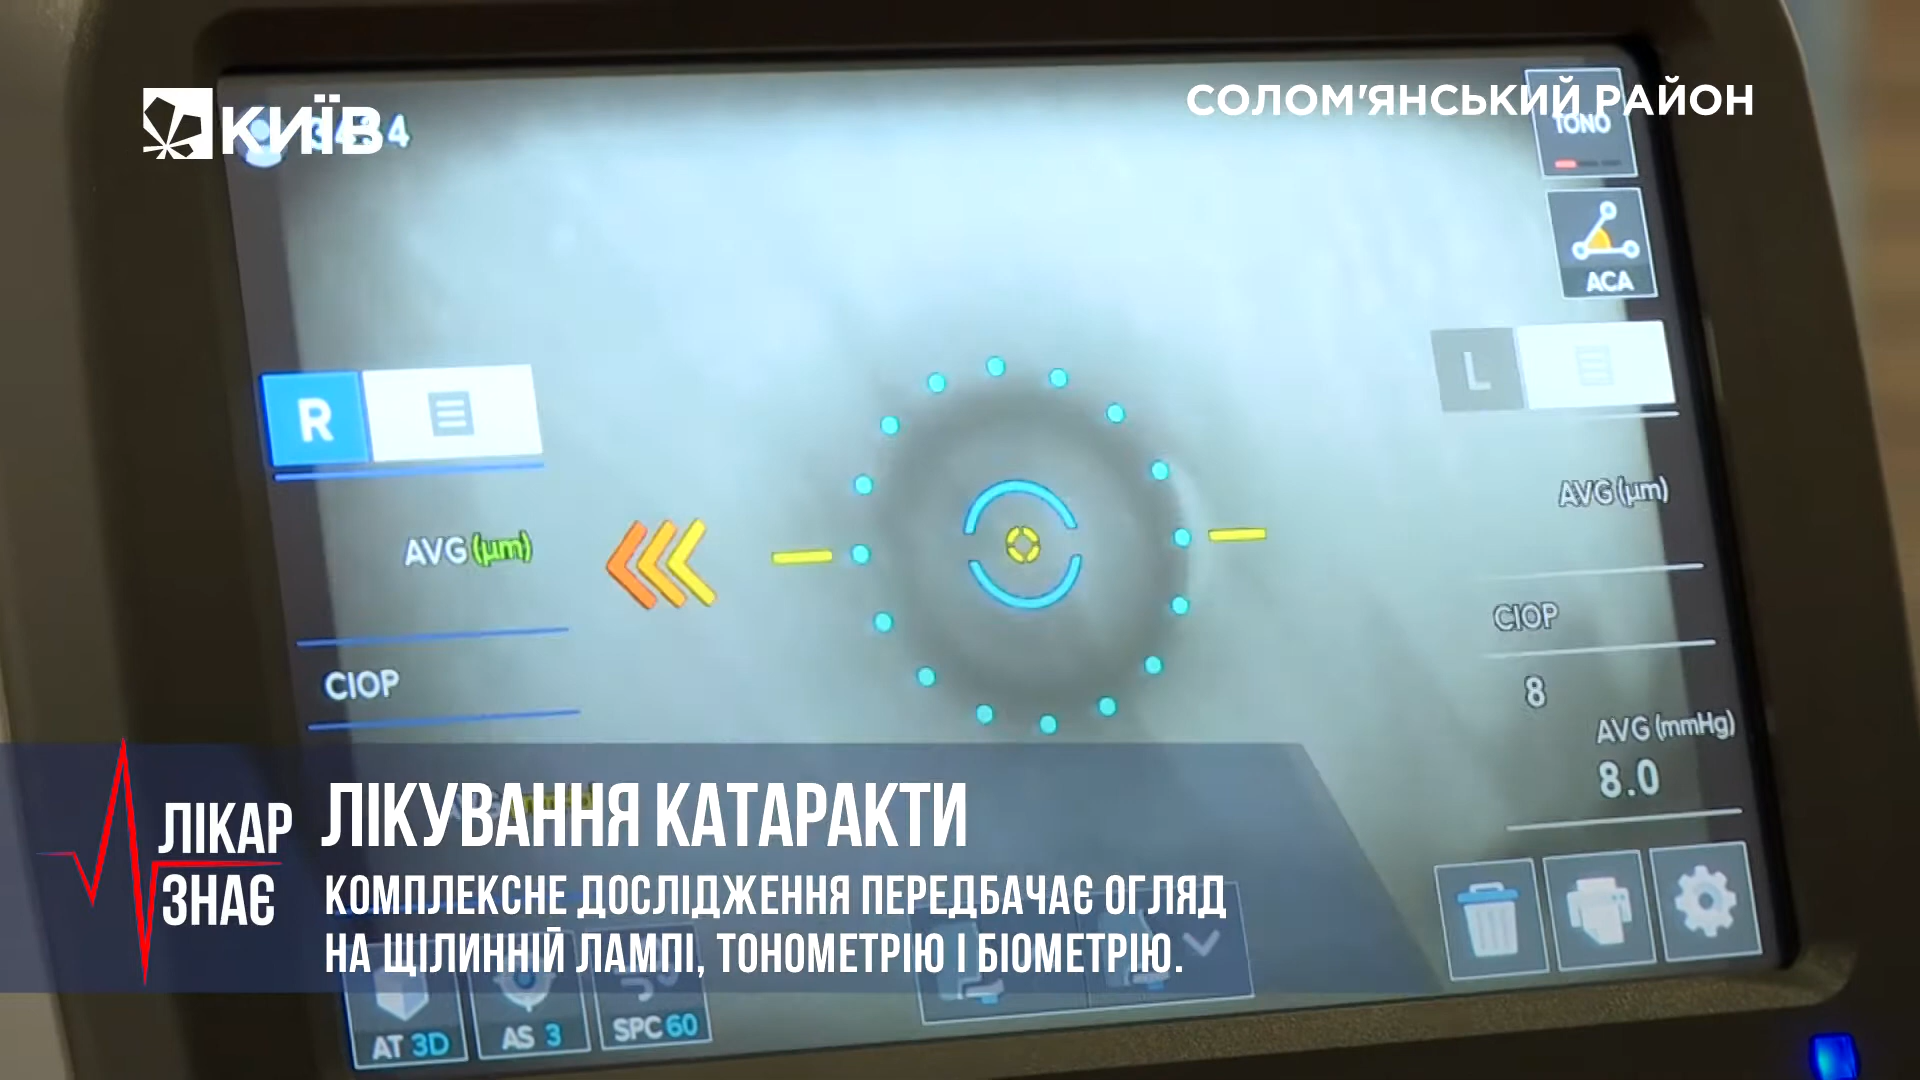 КИЇВ
СОЛОМ'ЯНСЬКИЙ РАЙОН
TONO
ACA
R
L
AVG (µm)
AVG (µm)
CIOP
CIOP
8
AVG (mmHg)
8.0
ЛІКАР
ЗНАЄ
ЛІКУВАННЯ КАТАРАКТИ
КОМПЛЕКСНЕ ДОСЛІДЖЕННЯ ПЕРЕДБАЧАЄ ОГЛЯД
НА ЩІЛИННІЙ ЛАМПІ, ТОНОМЕТРІЮ І БІОМЕТРІЮ.
AT 3D
AS 3
SPC 60